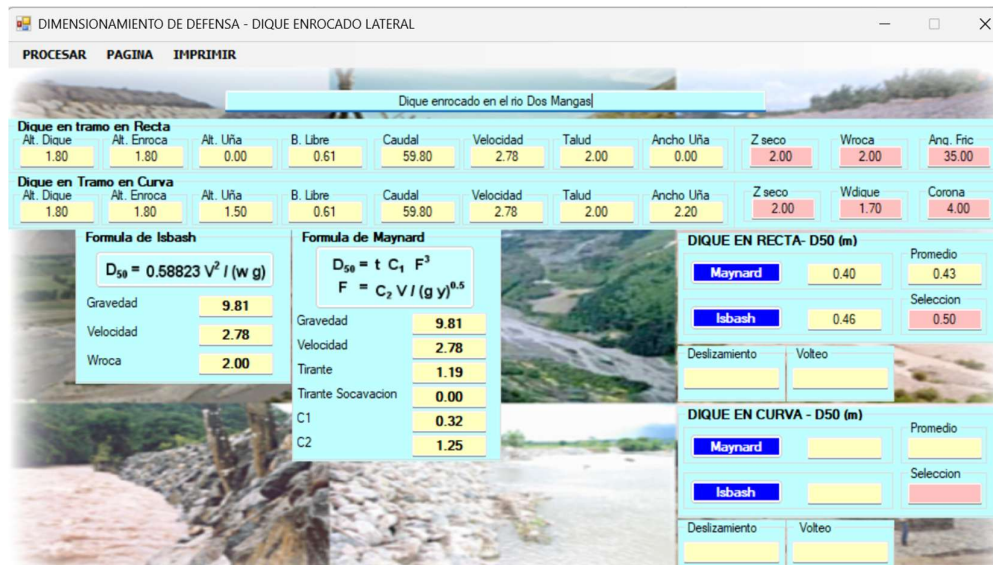 DIMENSIONAMIENTO DE DEFENSA - DIQUE ENROCADO LATERAL
PROCESAR PAGINA IMPRIMIR
Dique enrocado en el rio Dos Mangas
Dique en tramo en Recta
Alt. Dique Alt. Enroca Alt. Uña B. Libre Caudal Velocidad Talud Ancho Uña Z seco Wroca Ang. Fric
1.80 1.80 0.00 0.61 59.80 2.78 2.00 0.00 2.00 2.00 35.00
Dique en Tramo en Curva
Alt. Dique Alt. Enroca Alt. Uña B. Libre Caudal Velocidad Talud Ancho Uña Z seco Wdique Corona
1.80 1.80 1.50 0.61 59.80 2.78 2.00 2.20 2.00 1.70 4.00
Formula de Isbash
D50 = 0.58823 V2 / (w g)
Gravedad 9.81
Velocidad 2.78
Wroca 2.00
Formula de Maynard
D50 = t C1 F3
F = C2 V / (g y)0.5
Gravedad 9.81
Velocidad 2.78
Tirante 1.19
Tirante Socavacion 0.00
C1 0.32
C2 1.25
DIQUE EN RECTA- D50 (m)
Promedio
Maynard 0.40 0.43
Seleccion
Isbash 0.46 0.50
Deslizamiento Volteo
DIQUE EN CURVA - D50 (m)
Promedio
Maynard
Seleccion
Isbash
Deslizamiento Volteo